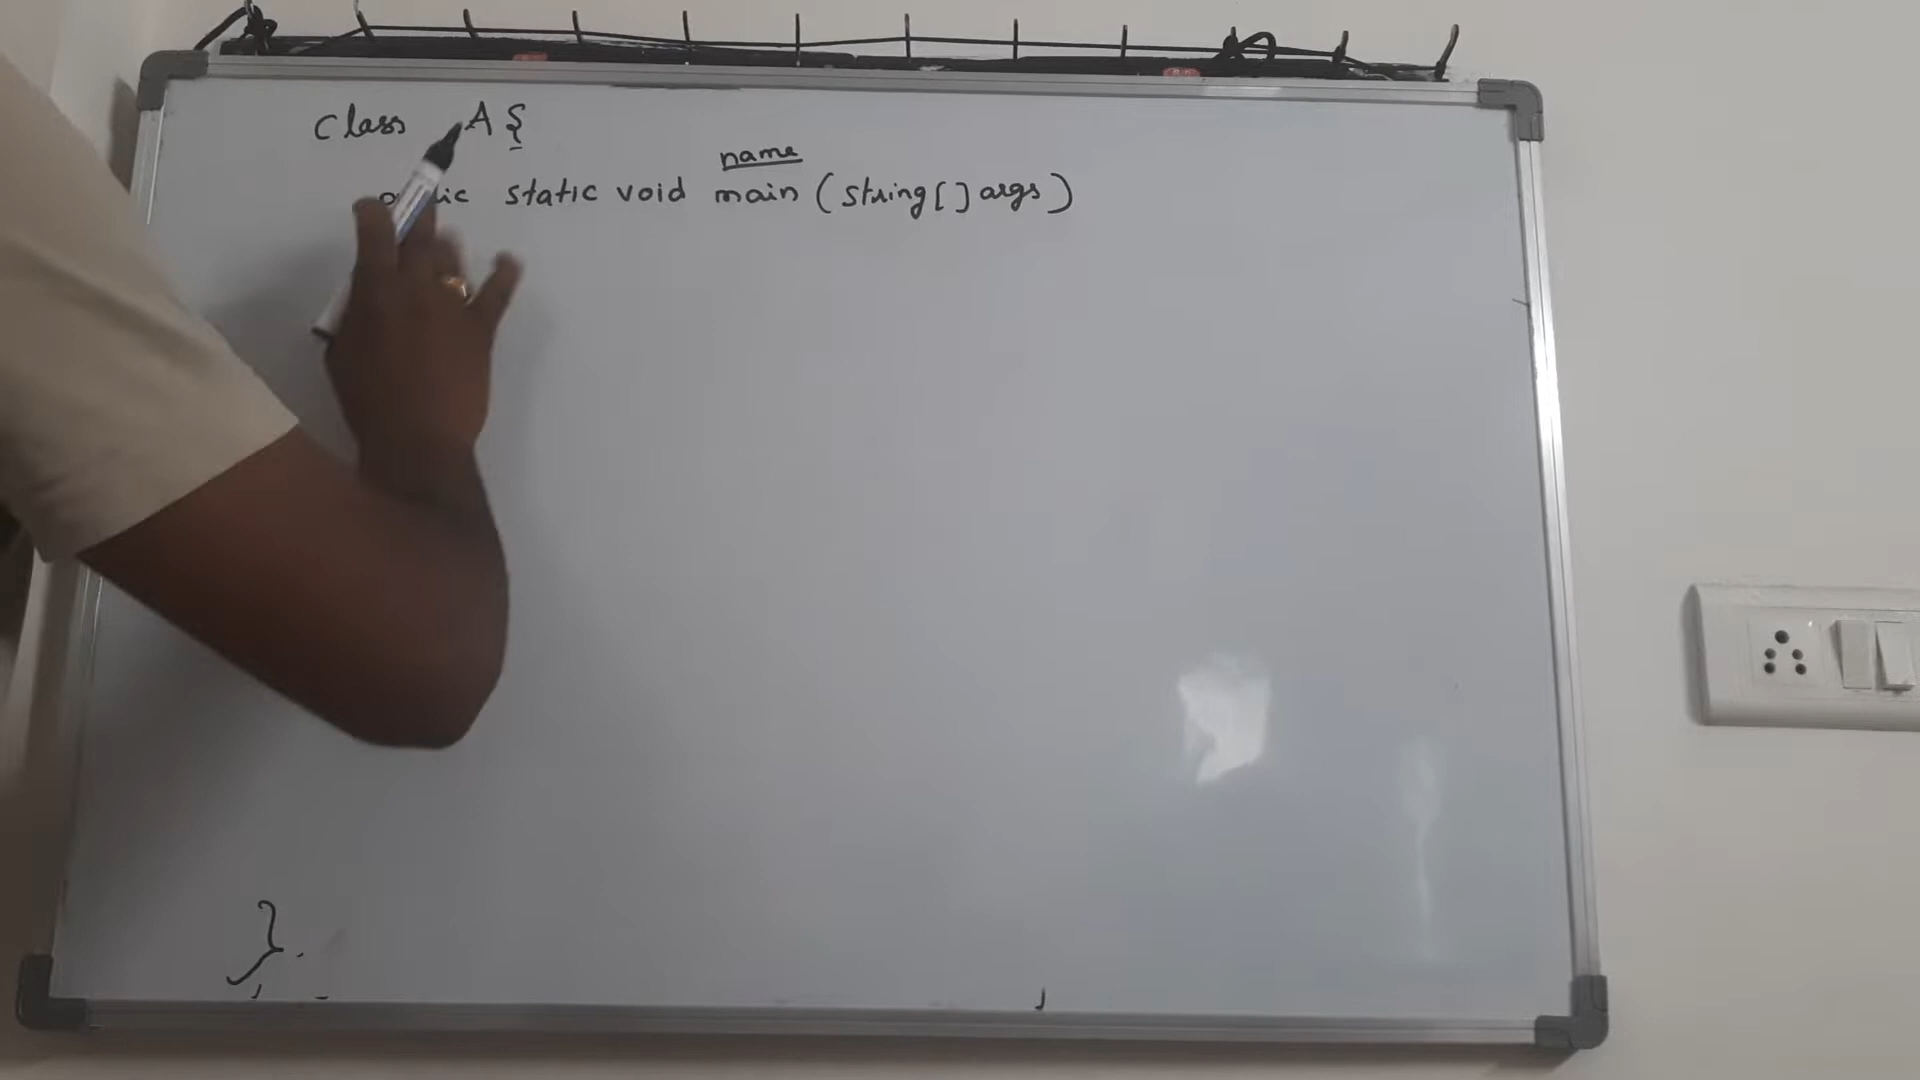 class A {
name
static void main (string[] args)
}